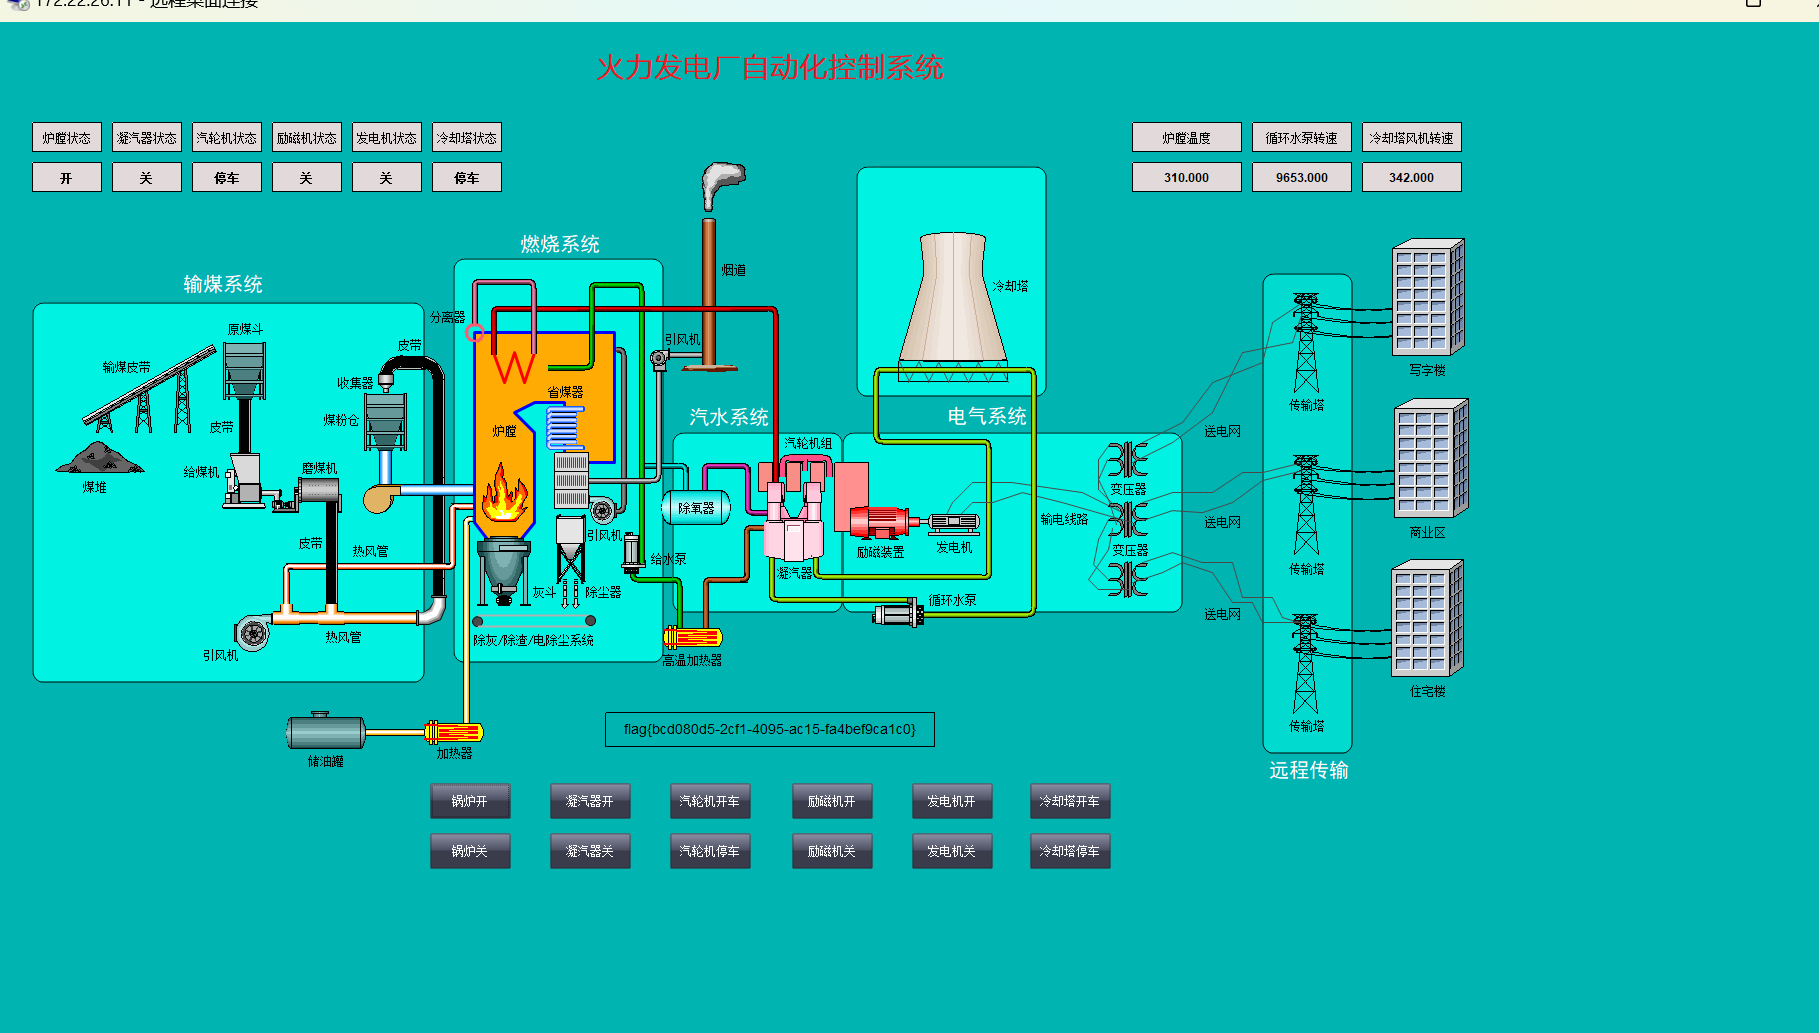 172.22.26.11 - 远程桌面连接
火力发电厂自动化控制系统
炉膛状态 凝汽器状态 汽轮机状态 励磁机状态 发电机状态 冷却塔状态
开 关 停车 关 关 停车
炉膛温度 循环水泵转速 冷却塔风机转速
310.000 9653.000 342.000
输煤系统
原煤斗
输煤皮带
皮带
收集器
煤粉仓
皮带
给煤机
磨煤机
煤堆
皮带
热风管
热风管
引风机
储油罐
加热器
燃烧系统
分离器
省煤器
炉膛
引风机
灰斗
除尘器
除灰/除渣/电除尘系统
烟道
引风机
给水泵
高温加热器
汽水系统
汽轮机组
除氧器
凝汽器
冷却塔
电气系统
励磁装置
发电机
循环水泵
输电线路
变压器
变压器
送电网
送电网
送电网
传输塔
传输塔
传输塔
远程传输
写字楼
商业区
住宅楼
flag{bcd080d5-2cf1-4095-ac15-fa4bef9ca1c0}
锅炉开 凝汽器开 汽轮机开车 励磁机开 发电机开 冷却塔开车
锅炉关 凝汽器关 汽轮机停车 励磁机关 发电机关 冷却塔停车